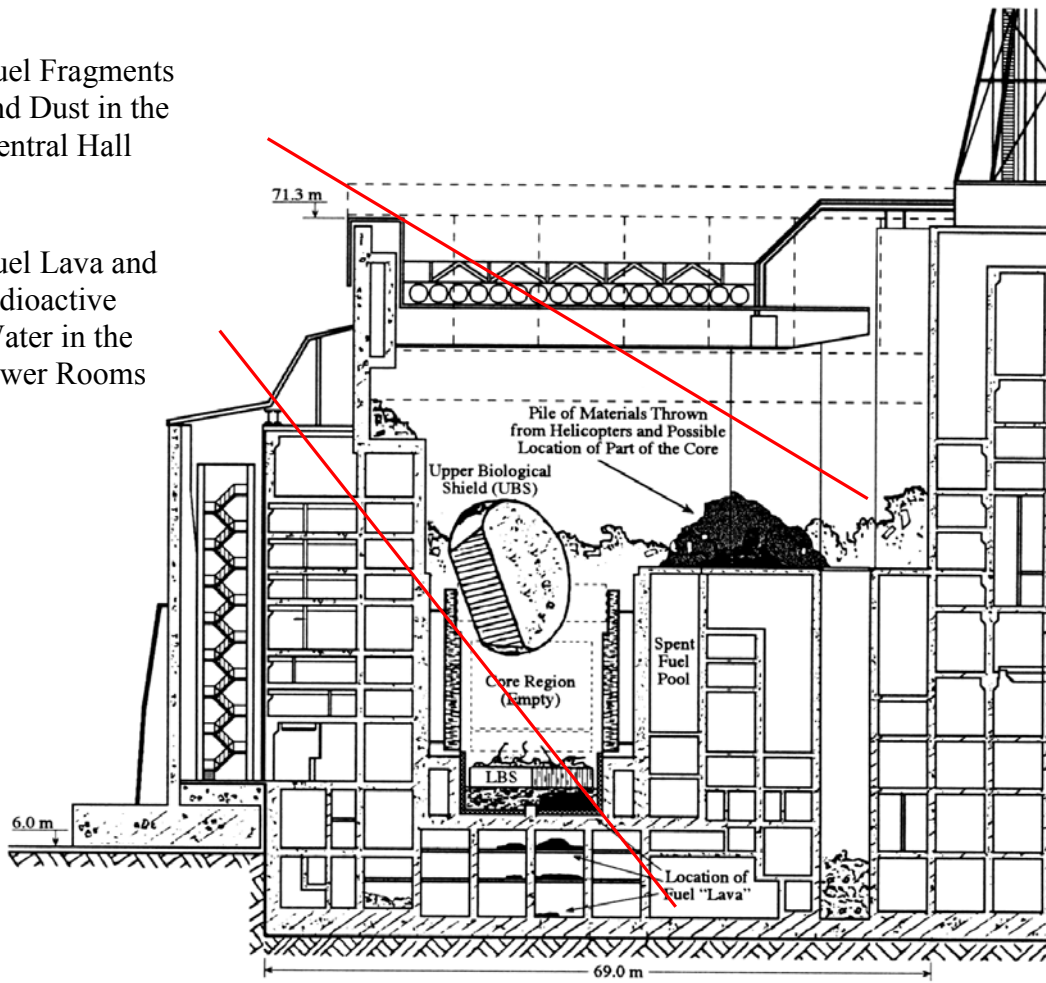 uel Fragments
nd Dust in the
entral Hall
71.3 m
uel Lava and
dioactive
Vater in the
ower Rooms
Pile of Materials Thrown
from Helicopters and Possible
Location of Part of the Core
Upper Biological
Shield (UBS)
Spent
Fuel
Pool
Core Region
(Empty)
LBS
6.0 m
Location of
Fuel "Lava"
69.0 m